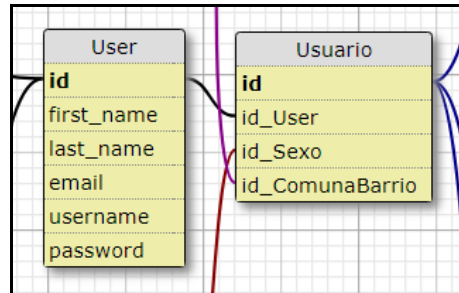 User
id
first_name
last_name
email
username
password
Usuario
id
id_User
id_Sexo
id_ComunaBarrio